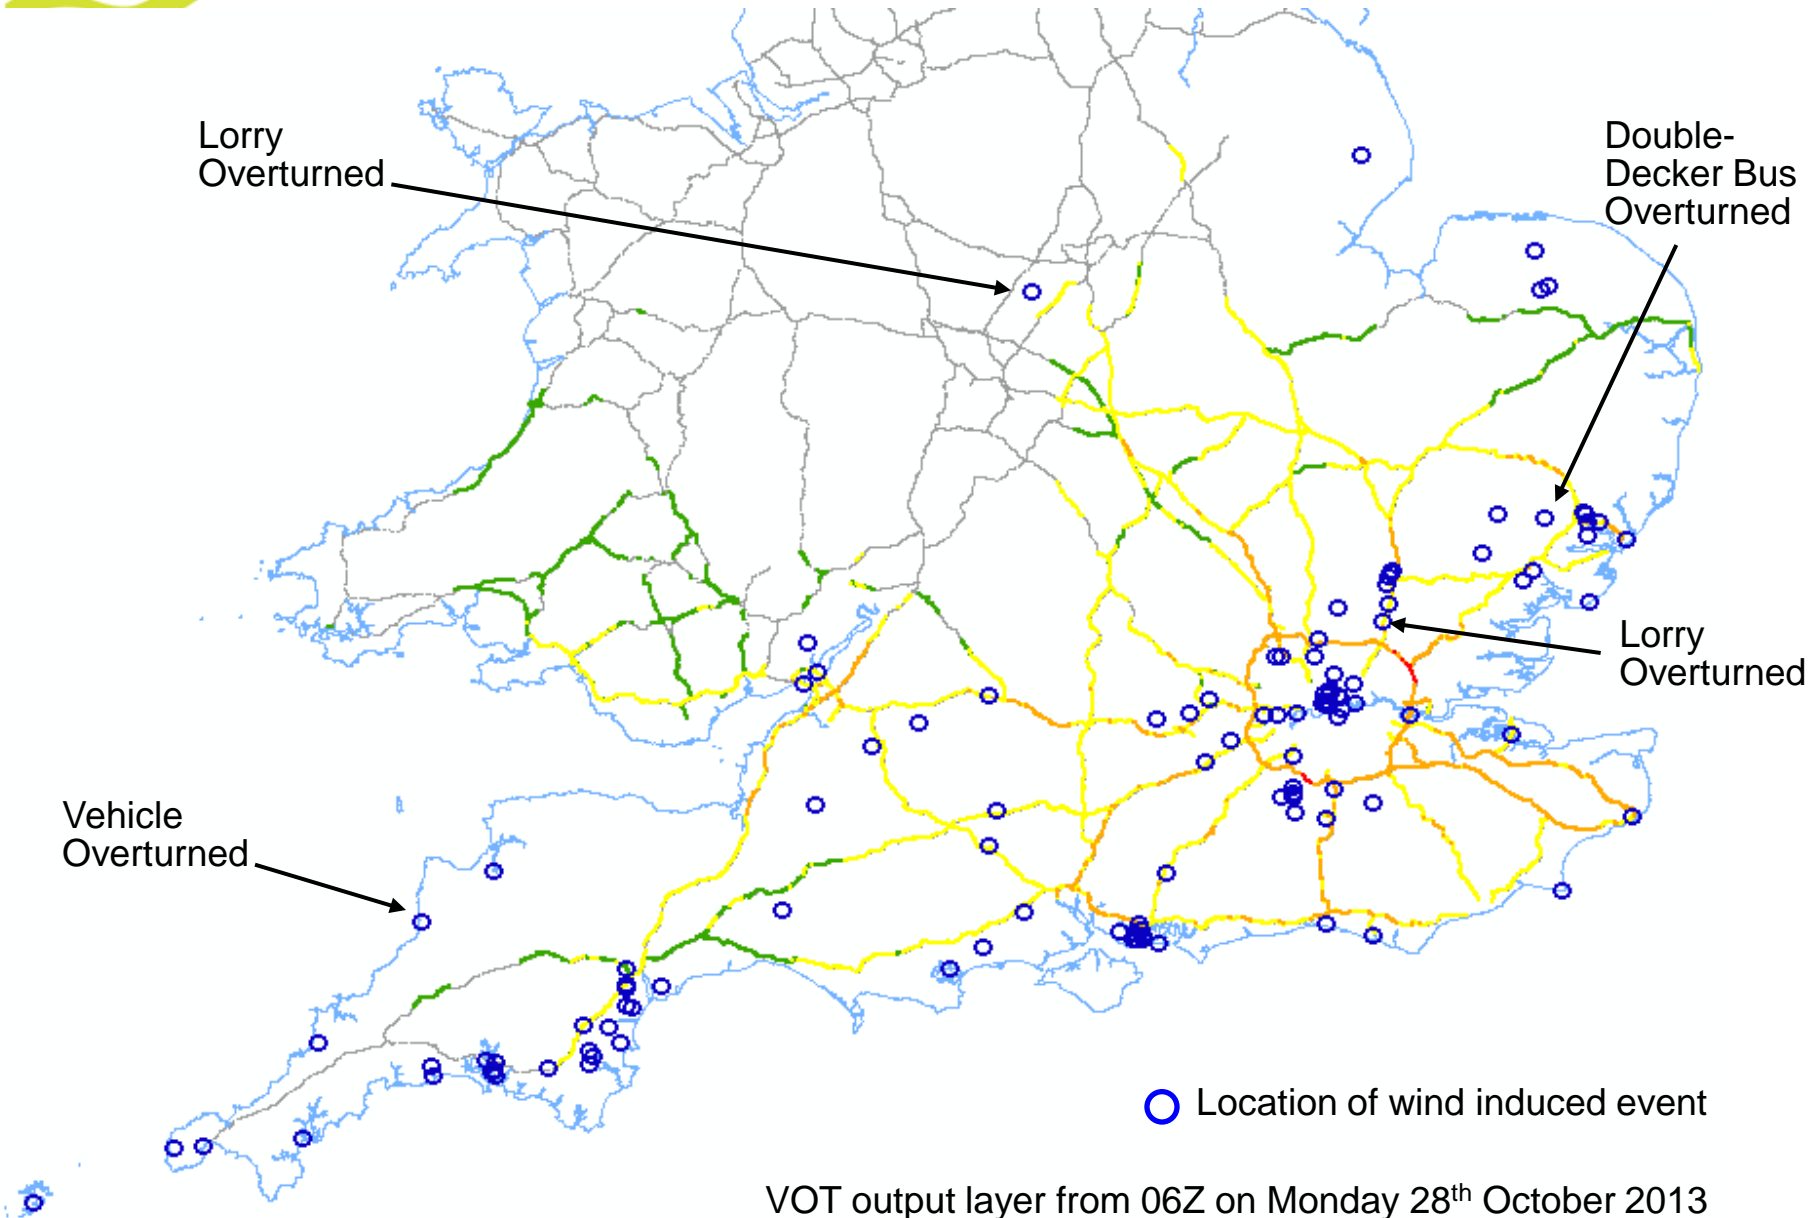 Lorry
Overturned
Double-
Decker Bus
Overturned
Lorry
Overturned
Vehicle
Overturned
Location of wind induced event
VOT output layer from 06Z on Monday 28th October 2013